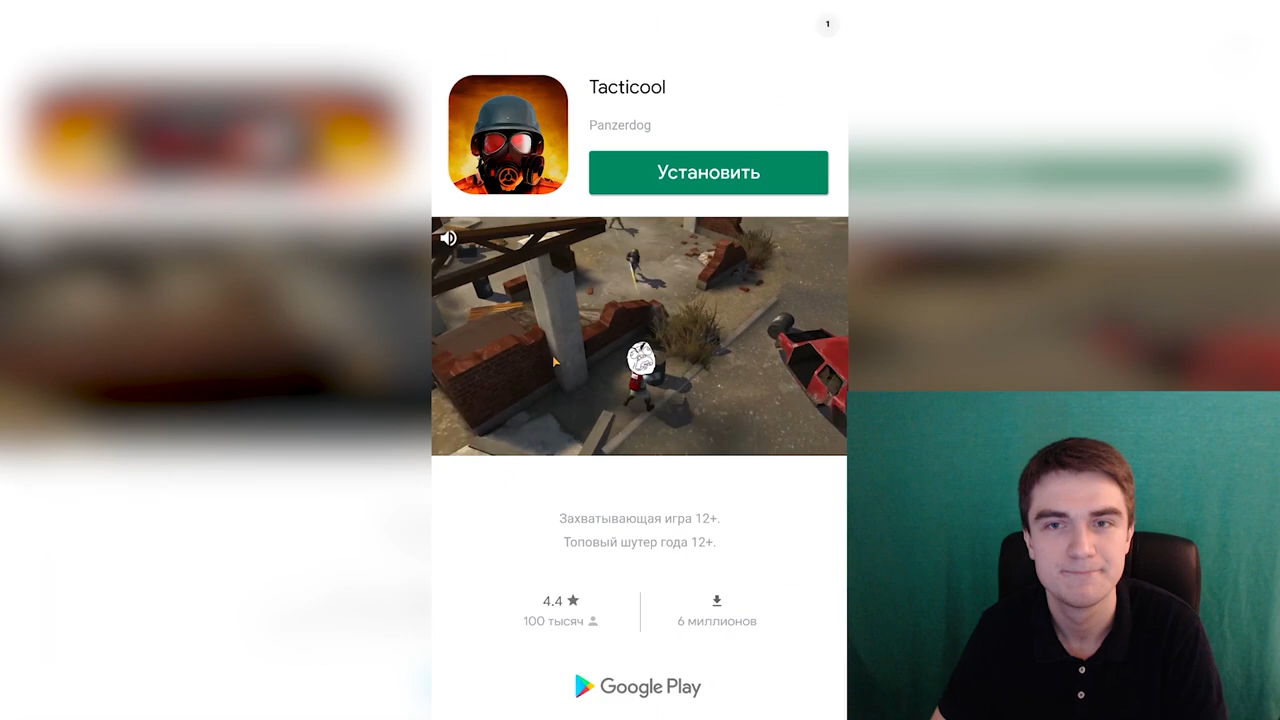 1
Tacticool
Panzerdog
Установить
Захватывающая игра 12+.
Топовый шутер года 12+.
4.4
100 тысяч
6 миллионов
Google Play